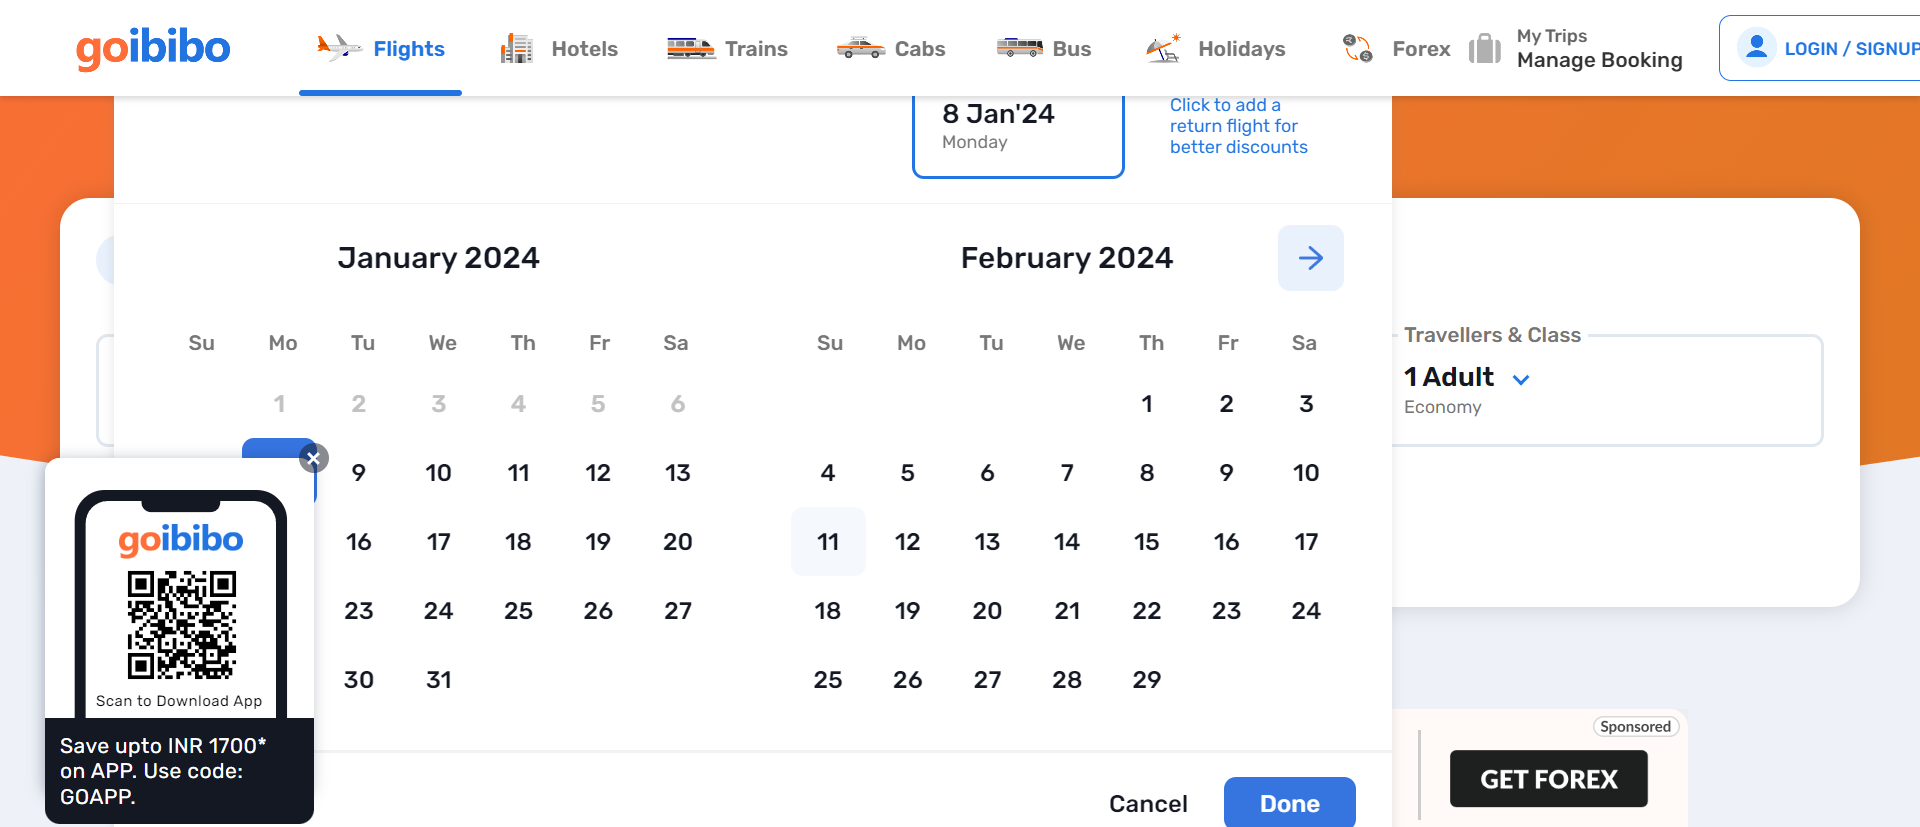 goibibo
Flights
Hotels
Trains
Cabs
Bus
Holidays
Forex
My Trips
Manage Booking
LOGIN / SIGNUP
8 Jan'24
Monday
Click to add a
return flight for
better discounts
January 2024
February 2024
Su Mo Tu We Th Fr Sa
1 2 3 4 5 6
9 10 11 12 13
16 17 18 19 20
23 24 25 26 27
30 31
Su Mo Tu We Th Fr Sa
1 2 3
4 5 6 7 8 9 10
11 12 13 14 15 16 17
18 19 20 21 22 23 24
25 26 27 28 29
Travellers & Class
1 Adult
Economy
goibibo
Scan to Download App
Save upto INR 1700*
on APP. Use code:
GOAPP.
Cancel
Done
Sponsored
GET FOREX